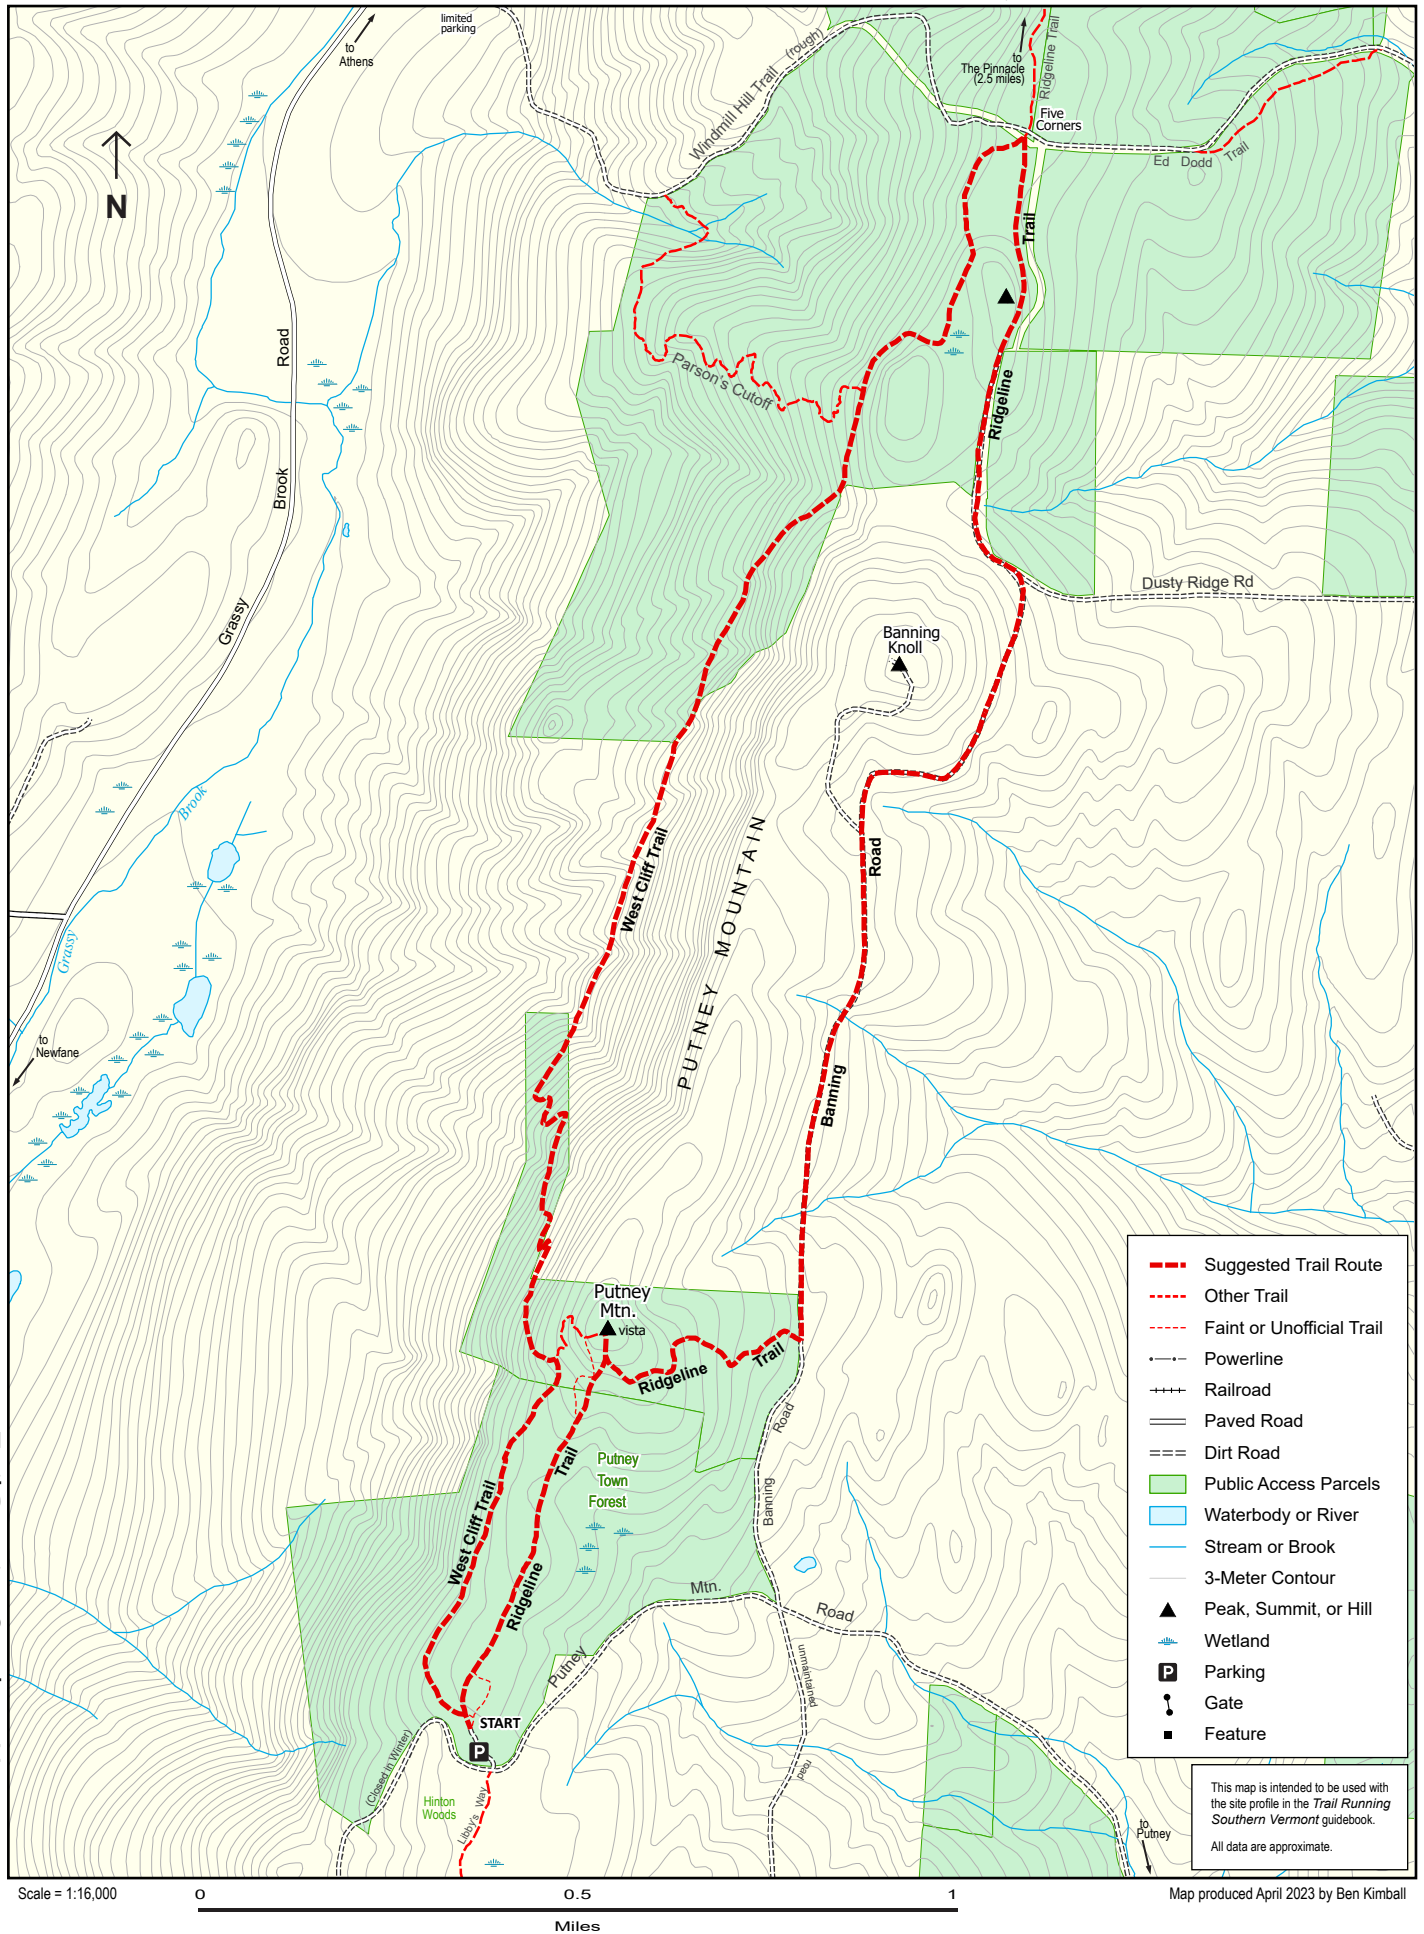 limited
parking
to
Athens
Windmill Hill Trail
(rough)
to
The Pinnacle
(2.5 miles)
Ridgeline Trail
Five
Corners
Ed Dodd Trail
N
Trail
Ridgeline
Road
Brook
Grassy
Parson's Cutoff
Dusty Ridge Rd
Banning
Knoll
Brook
Grassy
West Cliff Trail
PUTNEY MOUNTAIN
Road
Banning
to
Newfane
Putney
Mtn.
vista
Ridgeline
Trail
Road
Banning
Trail
Ridgeline
West Cliff Trail
Putney
Town
Forest
Putney
Mtn.
Road
unmaintained
road
START
P
(Closed in Winter)
Hinton
Woods
Libby's Way
to
Putney
Suggested Trail Route
Other Trail
Faint or Unofficial Trail
Powerline
Railroad
Paved Road
Dirt Road
Public Access Parcels
Waterbody or River
Stream or Brook
3-Meter Contour
Peak, Summit, or Hill
Wetland
P Parking
Gate
Feature
This map is intended to be used with
the site profile in the Trail Running
Southern Vermont guidebook.
All data are approximate.
Scale = 1:16,000
0 0.5 1
Miles
Map produced April 2023 by Ben Kimball